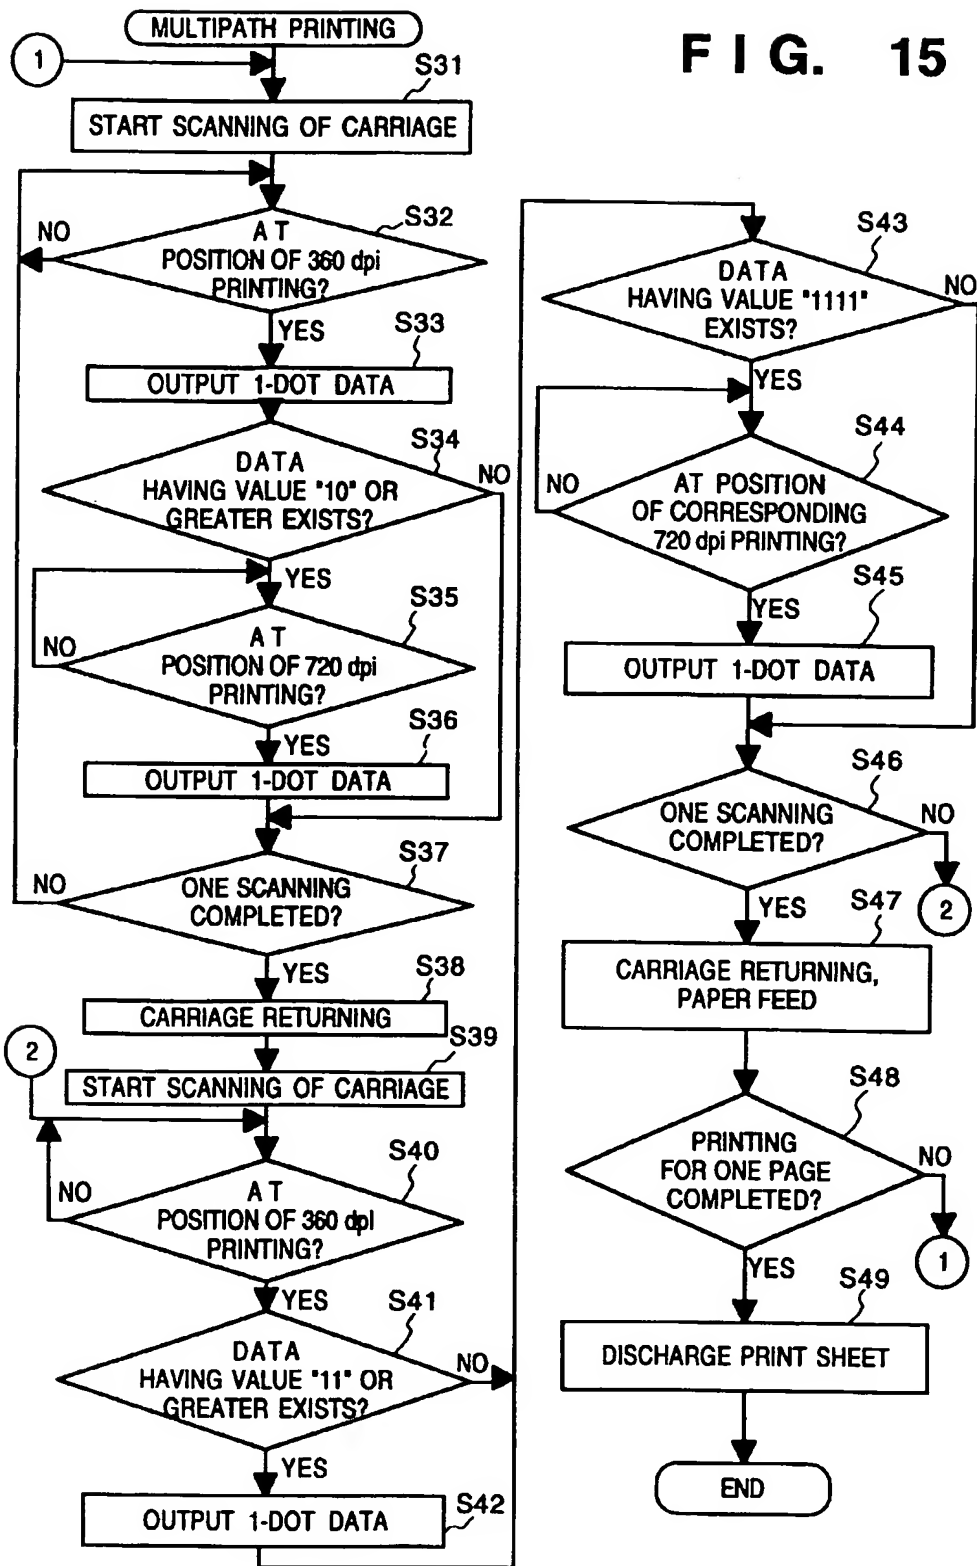 FIG. 15
MULTIPATH PRINTING
1
S31
START SCANNING OF CARRIAGE
S32
AT
POSITION OF 360 dpi
PRINTING?
NO
YES
S33
OUTPUT 1-DOT DATA
S34
DATA
HAVING VALUE "10" OR
GREATER EXISTS?
NO
YES
S35
AT
POSITION OF 720 dpi
PRINTING?
NO
YES
S36
OUTPUT 1-DOT DATA
S37
ONE SCANNING
COMPLETED?
NO
YES
S38
CARRIAGE RETURNING
2
S39
START SCANNING OF CARRIAGE
S40
AT
POSITION OF 360 dpi
PRINTING?
NO
YES
S41
DATA
HAVING VALUE "11" OR
GREATER EXISTS?
NO
YES
S42
OUTPUT 1-DOT DATA
S43
DATA
HAVING VALUE "1111"
EXISTS?
NO
YES
S44
AT POSITION
OF CORRESPONDING
720 dpi PRINTING?
NO
YES
S45
OUTPUT 1-DOT DATA
S46
ONE SCANNING
COMPLETED?
NO
2
YES
S47
CARRIAGE RETURNING,
PAPER FEED
S48
PRINTING
FOR ONE PAGE
COMPLETED?
NO
1
YES
S49
DISCHARGE PRINT SHEET
END